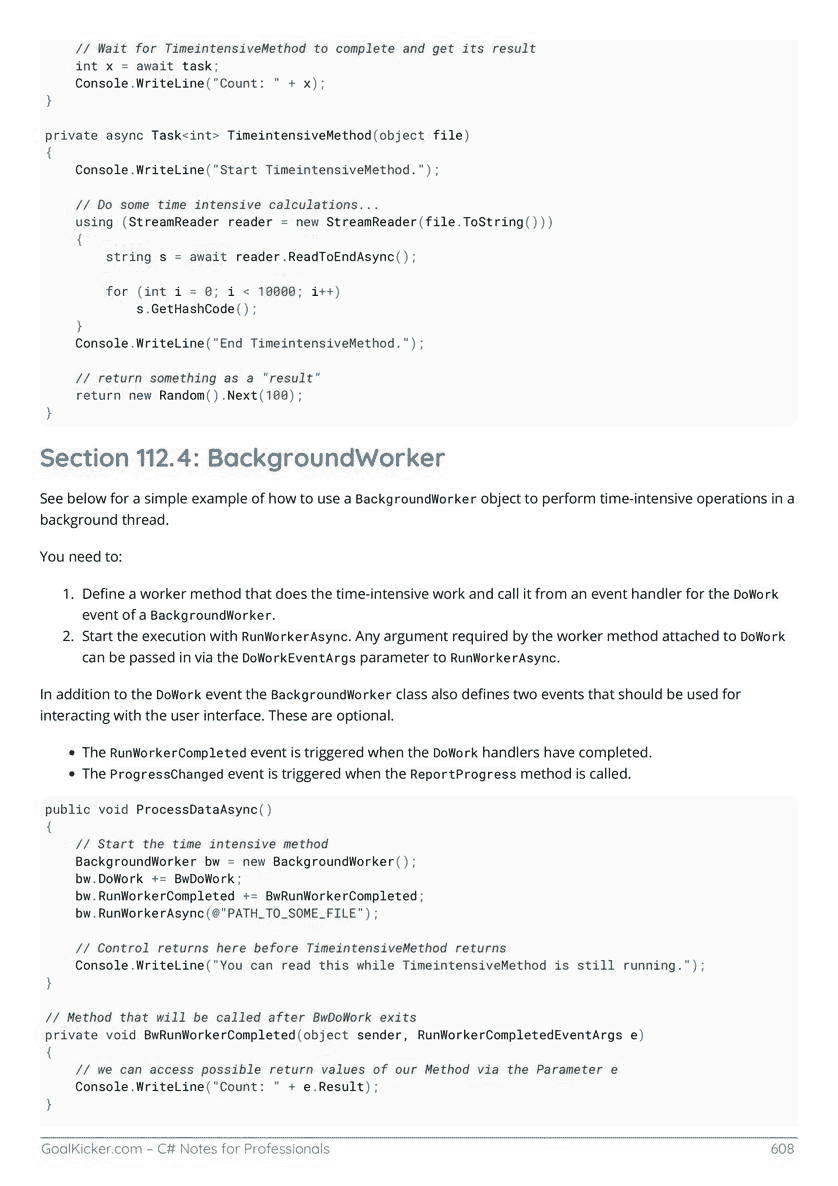 // Wait for TimeintensiveMethod to complete and get its result
    int x = await task;
    Console.WriteLine("Count: " + x);
}

private async Task<int> TimeintensiveMethod(object file)
{
    Console.WriteLine("Start TimeintensiveMethod.");

    // Do some time intensive calculations...
    using (StreamReader reader = new StreamReader(file.ToString()))
    {
        string s = await reader.ReadToEndAsync();

        for (int i = 0; i < 10000; i++)
            s.GetHashCode();
    }
    Console.WriteLine("End TimeintensiveMethod.");

    // return something as a "result"
    return new Random().Next(100);
}
Section 112.4: BackgroundWorker
See below for a simple example of how to use a BackgroundWorker object to perform time-intensive operations in a
background thread.
You need to:
1. Define a worker method that does the time-intensive work and call it from an event handler for the DoWork
event of a BackgroundWorker.
2. Start the execution with RunWorkerAsync. Any argument required by the worker method attached to DoWork
can be passed in via the DoWorkEventArgs parameter to RunWorkerAsync.
In addition to the DoWork event the BackgroundWorker class also defines two events that should be used for
interacting with the user interface. These are optional.
• The RunWorkerCompleted event is triggered when the DoWork handlers have completed.
• The ProgressChanged event is triggered when the ReportProgress method is called.
public void ProcessDataAsync()
{
    // Start the time intensive method
    BackgroundWorker bw = new BackgroundWorker();
    bw.DoWork += BwDoWork;
    bw.RunWorkerCompleted += BwRunWorkerCompleted;
    bw.RunWorkerAsync(@"PATH_TO_SOME_FILE");

    // Control returns here before TimeintensiveMethod returns
    Console.WriteLine("You can read this while TimeintensiveMethod is still running.");
}

// Method that will be called after BwDoWork exits
private void BwRunWorkerCompleted(object sender, RunWorkerCompletedEventArgs e)
{
    // we can access possible return values of our Method via the Parameter e
    Console.WriteLine("Count: " + e.Result);
}
GoalKicker.com – C# Notes for Professionals 608